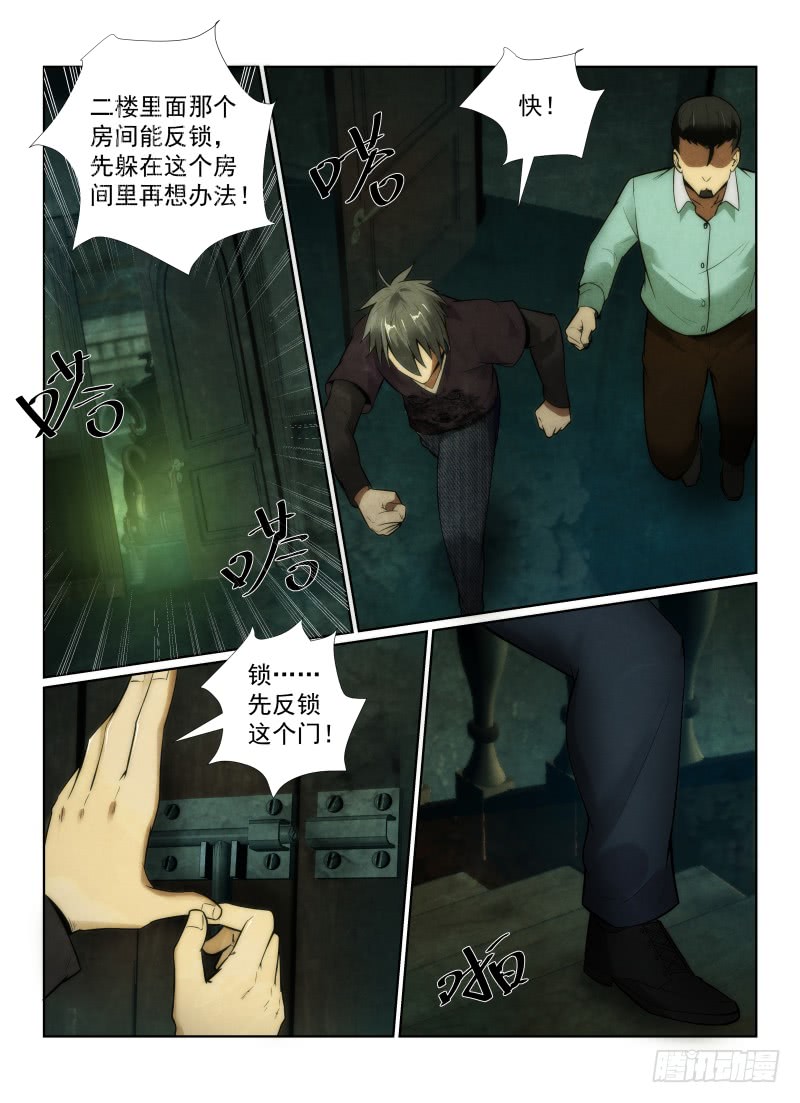 二楼里面那个
房间能反锁，
先躲在这个房
间里再想办法！
嗒
嗒
快！
嗒
锁……
先反锁
这个门！
啪
腾讯动漫